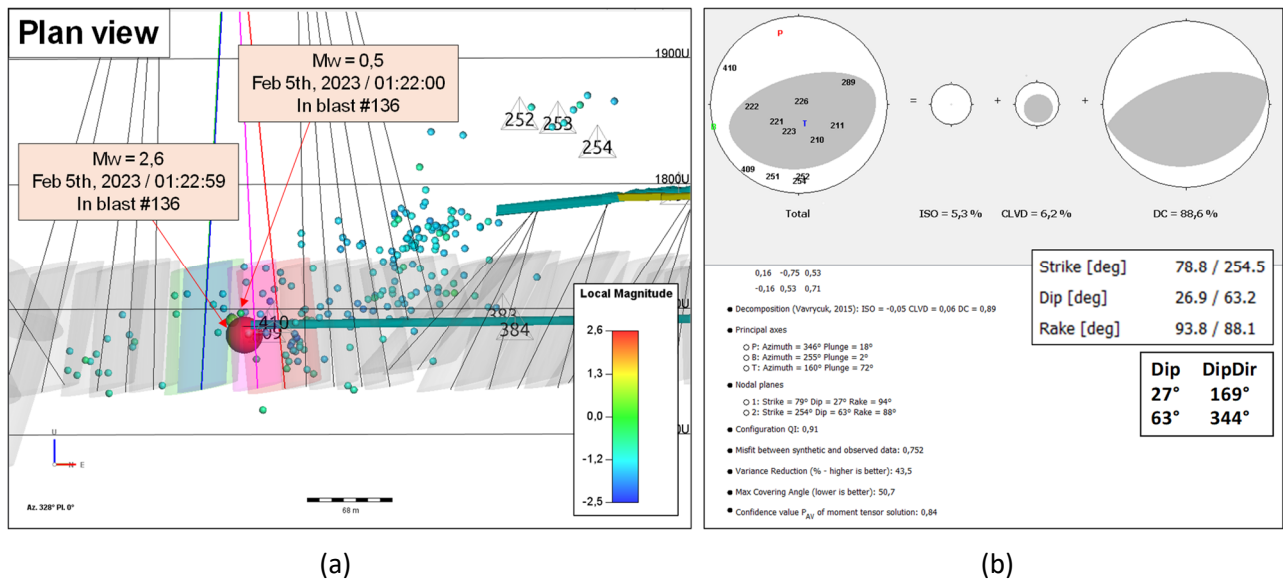 Plan view
Mw = 0,5
Feb 5th, 2023 / 01:22:00
In blast #136
Mw = 2,6
Feb 5th, 2023 / 01:22:59
In blast #136
1900U
252
253
254
1800U
410
383
384
Local Magnitude
2,6
1,3
0,0
-1,2
-2,5
U
N
E
Az. 328° Pl. 0°
68 m
(a)
P
410
289
222
226
221
T
211
223
210
409
251
252
254
=
+
+
Total
ISO = 5,3 %
CLVD = 6,2 %
DC = 88,6 %
0,16 -0,75 0,53
-0,16 0,53 0,71
Decomposition (Vavrycuk, 2015): ISO = -0,05 CLVD = 0,06 DC = 0,89
Principal axes
P: Azimuth = 346° Plunge = 18°
B: Azimuth = 255° Plunge = 2°
T: Azimuth = 160° Plunge = 72°
Nodal planes
1: Strike = 79° Dip = 27° Rake = 94°
2: Strike = 254° Dip = 63° Rake = 88°
Configuration QI: 0,91
Misfit between synthetic and observed data: 0,752
Variance Reduction (% - higher is better): 43,5
Max Covering Angle (lower is better): 50,7
Confidence value PAV of moment tensor solution: 0,84
Strike [deg] 78.8 / 254.5
Dip [deg] 26.9 / 63.2
Rake [deg] 93.8 / 88.1
Dip DipDir
27° 169°
63° 344°
(b)